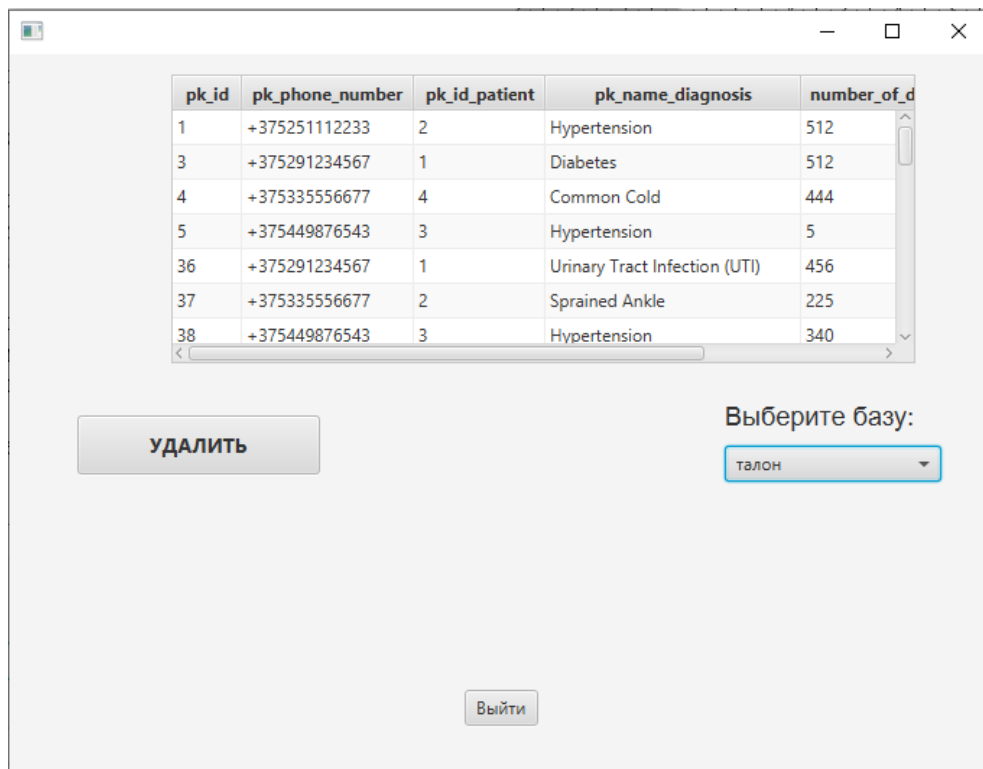 pk_id pk_phone_number pk_id_patient pk_name_diagnosis number_of_d
1 +375251112233 2 Hypertension 512
3 +375291234567 1 Diabetes 512
4 +375335556677 4 Common Cold 444
5 +375449876543 3 Hypertension 5
36 +375291234567 1 Urinary Tract Infection (UTI) 456
37 +375335556677 2 Sprained Ankle 225
38 +375449876543 3 Hypertension 340
Выберите базу:
УДАЛИТЬ
талон
Выйти